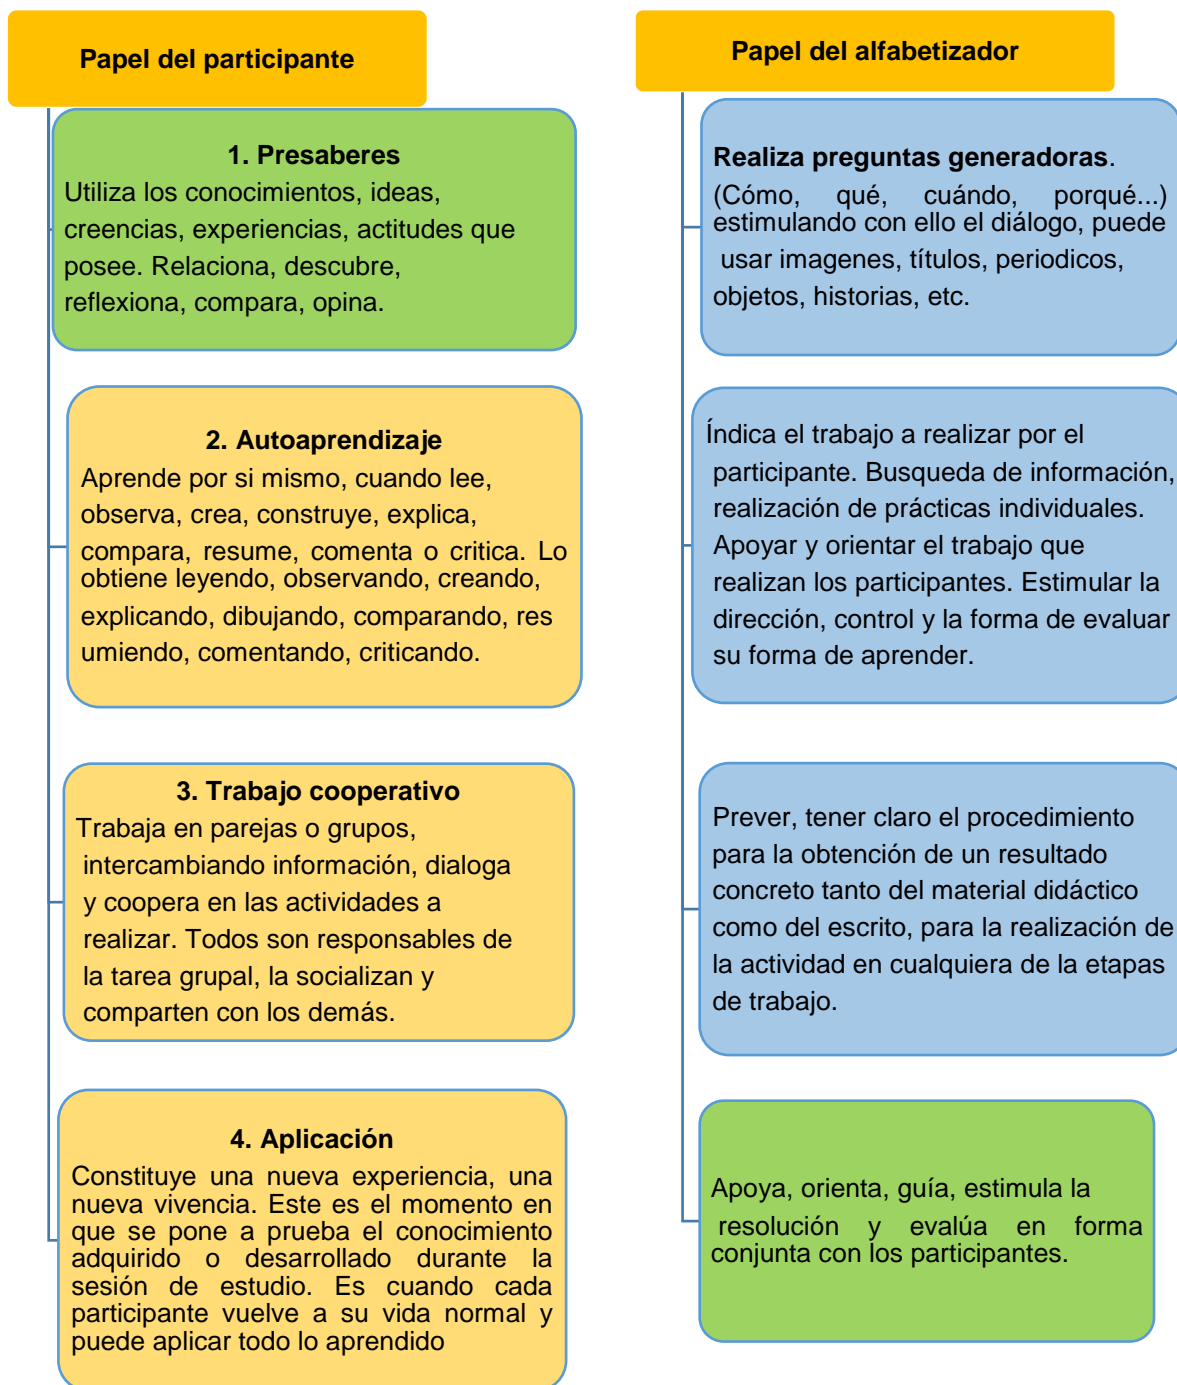 Papel del participante
1. Presaberes
Utiliza los conocimientos, ideas,
creencias, experiencias, actitudes que
posee. Relaciona, descubre,
reflexiona, compara, opina.
2. Autoaprendizaje
Aprende por si mismo, cuando lee,
observa, crea, construye, explica,
compara, resume, comenta o critica. Lo
obtiene leyendo, observando, creando,
explicando, dibujando, comparando, res
umiendo, comentando, criticando.
3. Trabajo cooperativo
Trabaja en parejas o grupos,
intercambiando información, dialoga
y coopera en las actividades a
realizar. Todos son responsables de
la tarea grupal, la socializan y
comparten con los demás.
4. Aplicación
Constituye una nueva experiencia, una
nueva vivencia. Este es el momento en
que se pone a prueba el conocimiento
adquirido o desarrollado durante la
sesión de estudio. Es cuando cada
participante vuelve a su vida normal y
puede aplicar todo lo aprendido
Papel del alfabetizador
Realiza preguntas generadoras.
(Cómo, qué, cuándo, porqué...)
estimulando con ello el diálogo, puede
usar imagenes, títulos, periodicos,
objetos, historias, etc.
Índica el trabajo a realizar por el
participante. Busqueda de información,
realización de prácticas individuales.
Apoyar y orientar el trabajo que
realizan los participantes. Estimular la
dirección, control y la forma de evaluar
su forma de aprender.
Prever, tener claro el procedimiento
para la obtención de un resultado
concreto tanto del material didáctico
como del escrito, para la realización de
la actividad en cualquiera de la etapas
de trabajo.
Apoya, orienta, guía, estimula la
resolución y evalúa en forma
conjunta con los participantes.